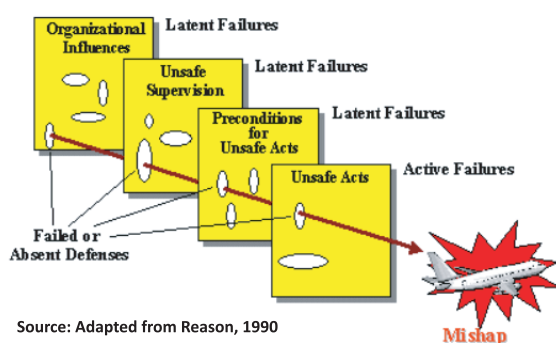 Organizational
Influences
Latent Failures
Unsafe
Supervision
Latent Failures
Preconditions
for
Unsafe Acts
Latent Failures
Unsafe Acts
Active Failures
Failed or
Absent Defenses
Mishap
Source: Adapted from Reason, 1990